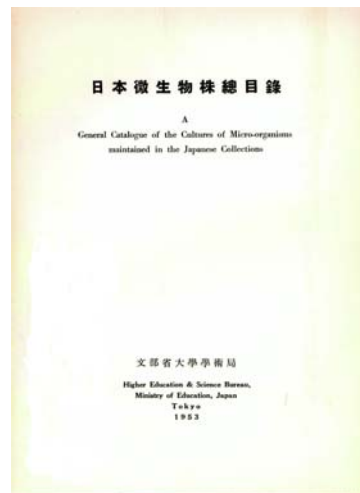 日本微生物株總目錄
A
General Catalogue of the Cultures of Micro-organisms
maintained in the Japanese Collections
文部省大學學術局
Higher Education & Science Bureau,
Ministry of Education, Japan
Tokyo
1953